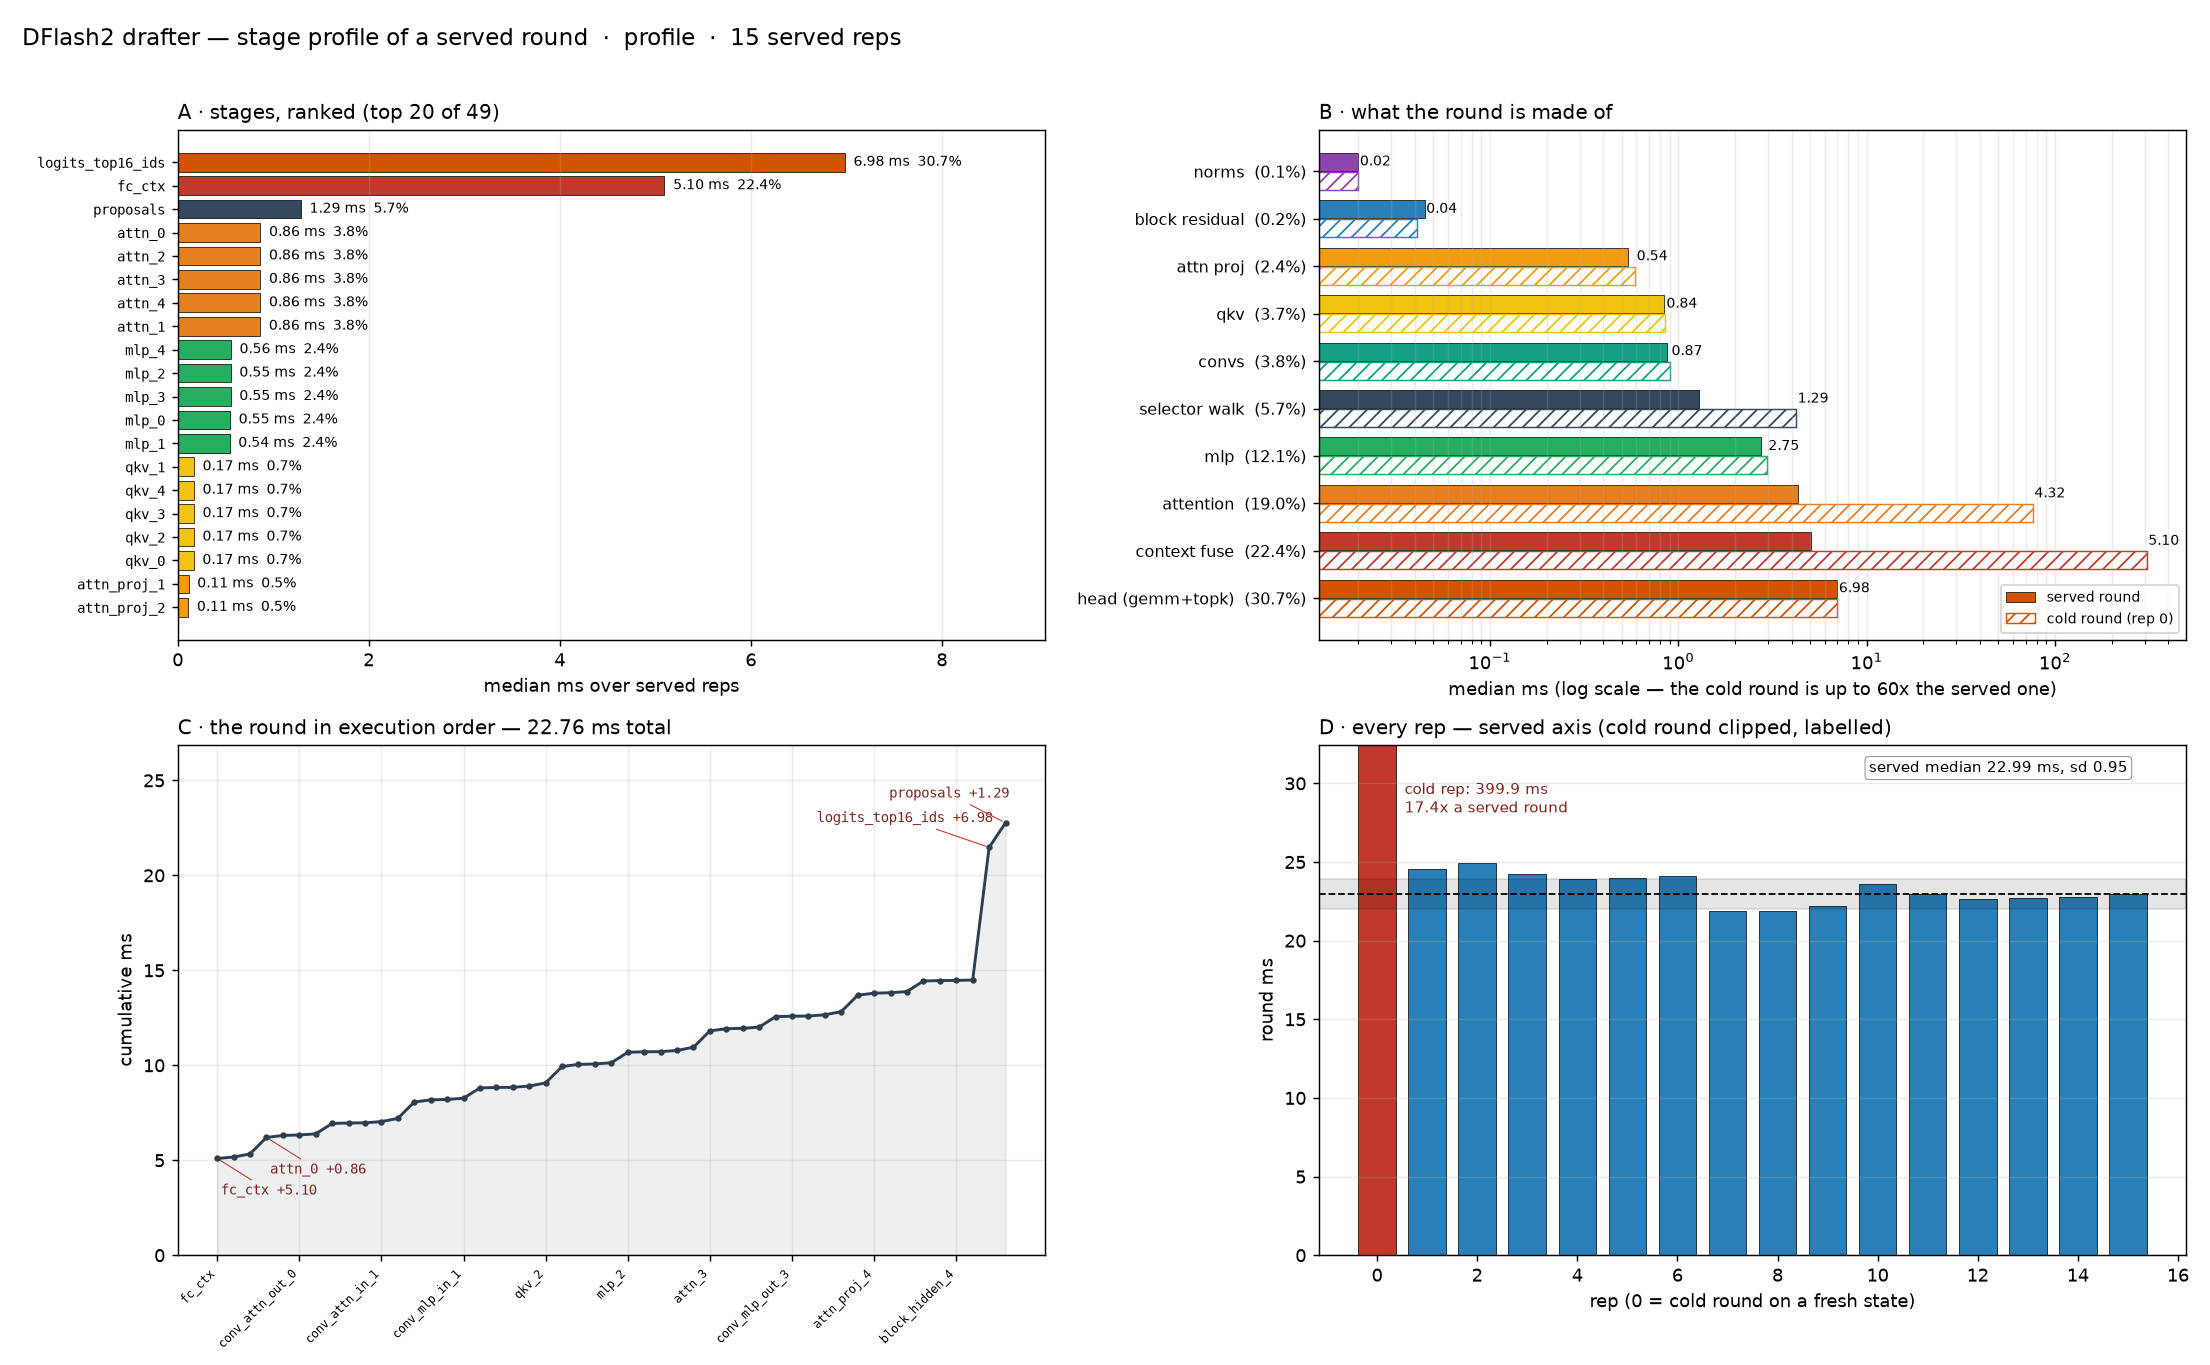 DFlash2 drafter — stage profile of a served round · profile · 15 served reps
A · stages, ranked (top 20 of 49)
logits_top16_ids 6.98 ms 30.7%
fc_ctx 5.10 ms 22.4%
proposals 1.29 ms 5.7%
attn_0 0.86 ms 3.8%
attn_2 0.86 ms 3.8%
attn_3 0.86 ms 3.8%
attn_4 0.86 ms 3.8%
attn_1 0.86 ms 3.8%
mlp_4 0.56 ms 2.4%
mlp_2 0.55 ms 2.4%
mlp_3 0.55 ms 2.4%
mlp_0 0.55 ms 2.4%
mlp_1 0.54 ms 2.4%
qkv_1 0.17 ms 0.7%
qkv_4 0.17 ms 0.7%
qkv_3 0.17 ms 0.7%
qkv_2 0.17 ms 0.7%
qkv_0 0.17 ms 0.7%
attn_proj_1 0.11 ms 0.5%
attn_proj_2 0.11 ms 0.5%
0 2 4 6 8
median ms over served reps
B · what the round is made of
norms (0.1%) 0.02
block residual (0.2%) 0.04
attn proj (2.4%) 0.54
qkv (3.7%) 0.84
convs (3.8%) 0.87
selector walk (5.7%) 1.29
mlp (12.1%) 2.75
attention (19.0%) 4.32
context fuse (22.4%) 5.10
head (gemm+topk) (30.7%) 6.98
served round
cold round (rep 0)
10⁻¹ 10⁰ 10¹ 10²
median ms (log scale — the cold round is up to 60x the served one)
C · the round in execution order — 22.76 ms total
cumulative ms
25
20
15
10
5
0
proposals +1.29
logits_top16_ids +6.98
attn_0 +0.86
fc_ctx +5.10
fc_ctx
conv_attn_out_0
conv_attn_in_1
conv_mlp_in_1
qkv_2
mlp_2
attn_3
conv_mlp_out_3
attn_proj_4
block_hidden_4
D · every rep — served axis (cold round clipped, labelled)
served median 22.99 ms, sd 0.95
cold rep: 399.9 ms
17.4x a served round
round ms
30
25
20
15
10
5
0
0 2 4 6 8 10 12 14 16
rep (0 = cold round on a fresh state)